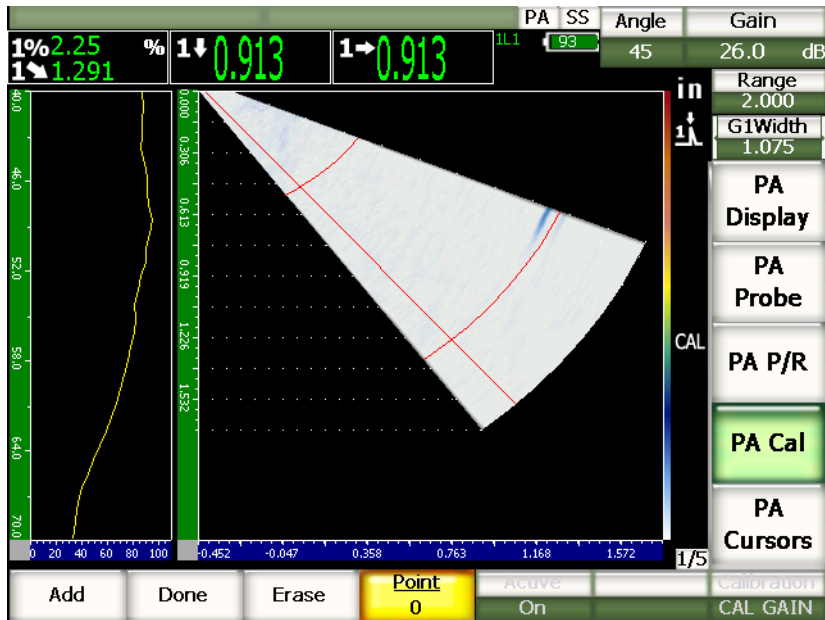 PA SS Angle Gain
1L1 93 45 26.0 dB
1% 2.25 %
1 1.291
1 0.913
1 0.913
in
Range
2.000
G1Width
1.075
1
PA
Display
PA
Probe
CAL
PA P/R
PA Cal
PA
Cursors
40.0
46.0
52.0
58.0
64.0
70.0
0.000
0.306
0.613
0.919
1.226
1.532
0 20 40 60 80 100
-0.452 -0.047 0.358 0.763 1.168 1.572
1/5
Add Done Erase Point Active Calibration
0 On CAL GAIN